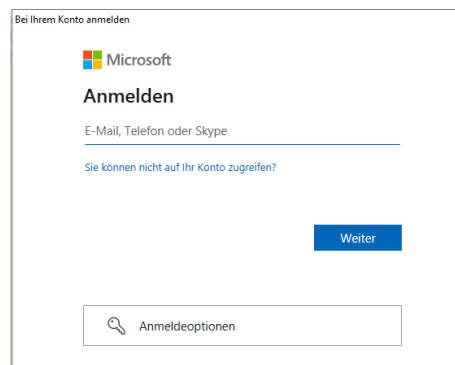 Bei Ihrem Konto anmelden
Microsoft
Anmelden
E-Mail, Telefon oder Skype
Sie können nicht auf Ihr Konto zugreifen?
Weiter
Anmeldeoptionen